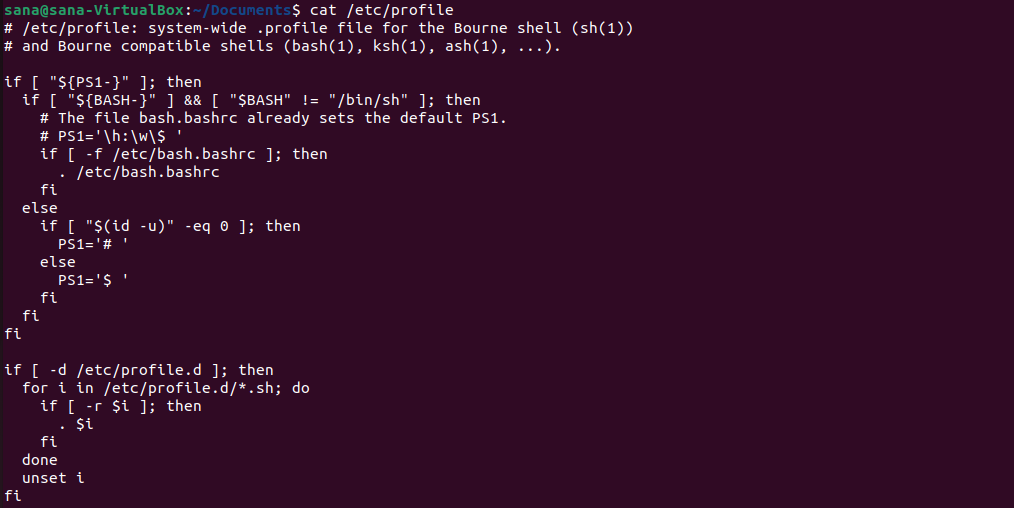 sana@sana-VirtualBox:~/Documents$ cat /etc/profile
# /etc/profile: system-wide .profile file for the Bourne shell (sh(1))
# and Bourne compatible shells (bash(1), ksh(1), ash(1), ...).

if [ "${PS1-}" ]; then
  if [ "${BASH-}" ] && [ "$BASH" != "/bin/sh" ]; then
    # The file bash.bashrc already sets the default PS1.
    # PS1='\h:\w\$ '
    if [ -f /etc/bash.bashrc ]; then
      . /etc/bash.bashrc
    fi
  else
    if [ "$(id -u)" -eq 0 ]; then
      PS1='# '
    else
      PS1='$ '
    fi
  fi
fi

if [ -d /etc/profile.d ]; then
  for i in /etc/profile.d/*.sh; do
    if [ -r $i ]; then
      . $i
    fi
  done
  unset i
fi